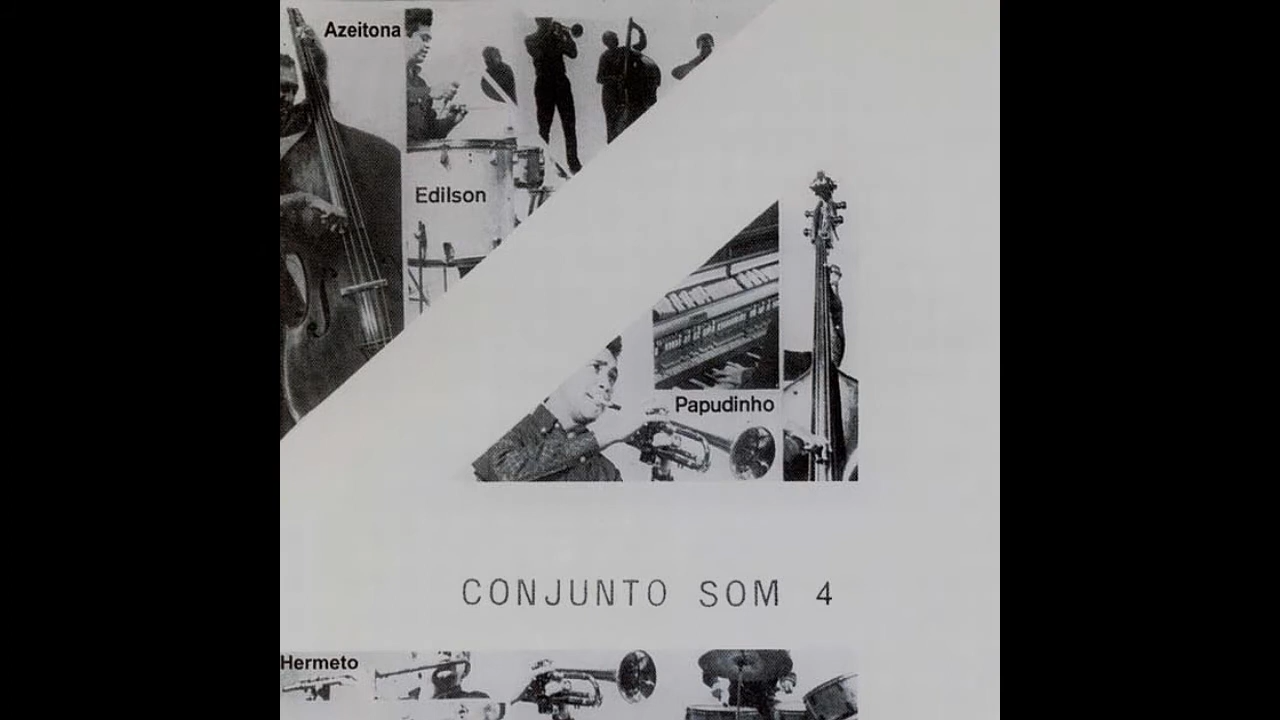 Azeitona
Edilson
Papudinho
CONJUNTO SOM 4
Hermeto